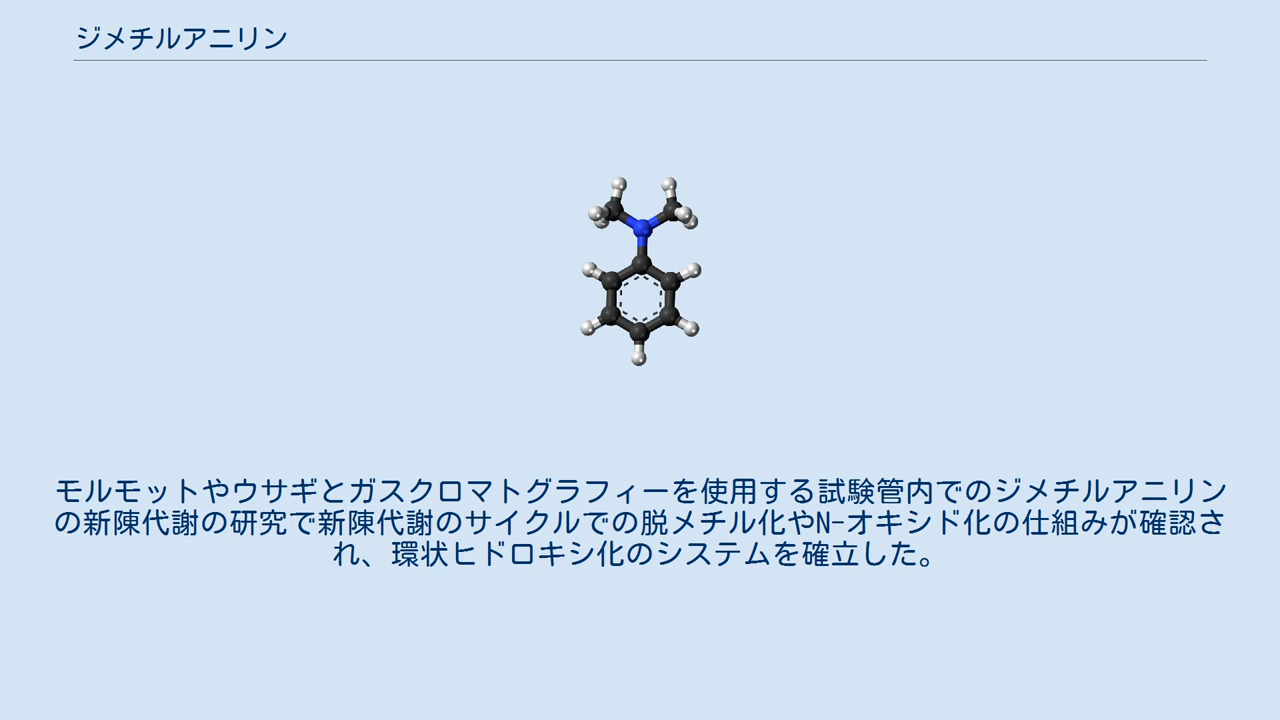 ジメチルアニリン
モルモットやウサギとガスクロマトグラフィーを使用する試験管内でのジメチルアニリン
の新陳代謝の研究で新陳代謝のサイクルでの脱メチル化やN-オキシド化の仕組みが確認さ
れ、環状ヒドロキシ化のシステムを確立した。